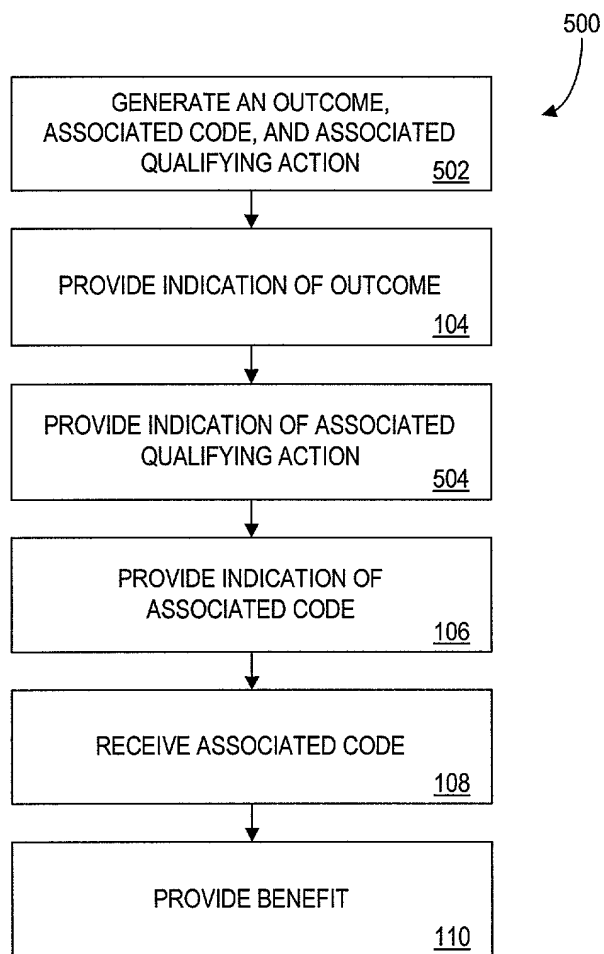 500
GENERATE AN OUTCOME,
ASSOCIATED CODE, AND ASSOCIATED
QUALIFYING ACTION
502
PROVIDE INDICATION OF OUTCOME
104
PROVIDE INDICATION OF ASSOCIATED
QUALIFYING ACTION
504
PROVIDE INDICATION OF
ASSOCIATED CODE
106
RECEIVE ASSOCIATED CODE
108
PROVIDE BENEFIT
110